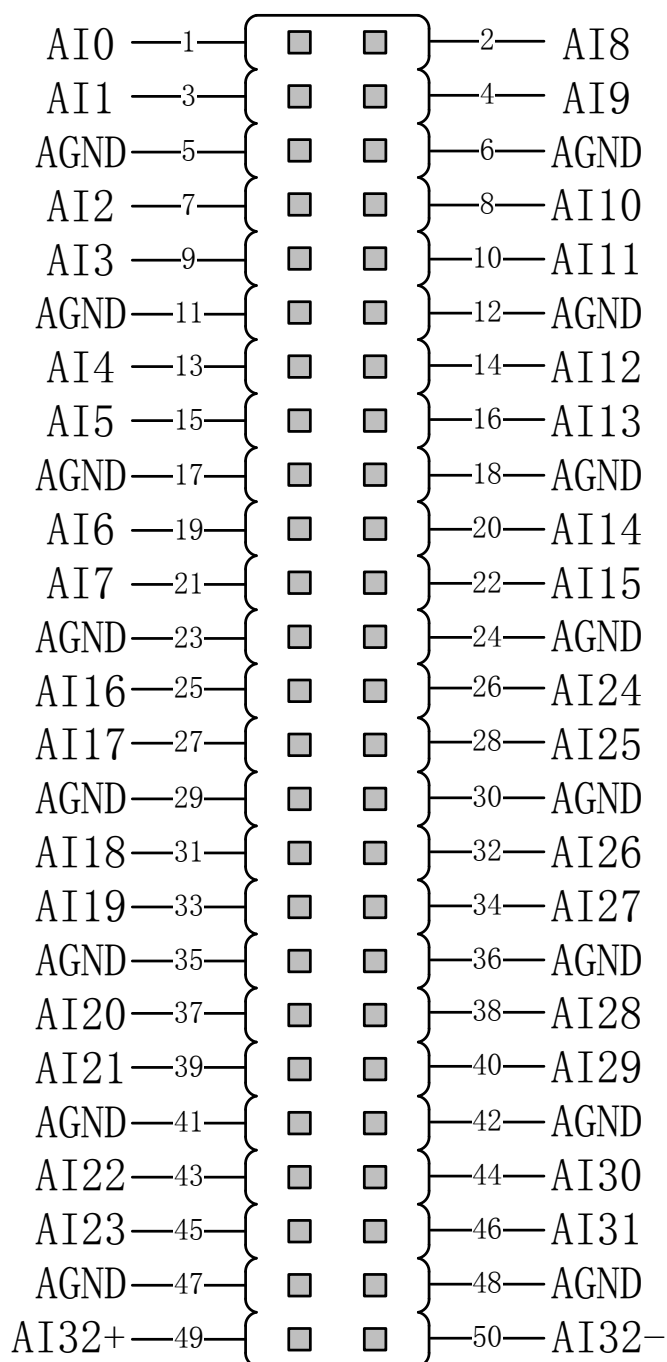 AI0 1 2 AI8
AI1 3 4 AI9
AGND 5 6 AGND
AI2 7 8 AI10
AI3 9 10 AI11
AGND 11 12 AGND
AI4 13 14 AI12
AI5 15 16 AI13
AGND 17 18 AGND
AI6 19 20 AI14
AI7 21 22 AI15
AGND 23 24 AGND
AI16 25 26 AI24
AI17 27 28 AI25
AGND 29 30 AGND
AI18 31 32 AI26
AI19 33 34 AI27
AGND 35 36 AGND
AI20 37 38 AI28
AI21 39 40 AI29
AGND 41 42 AGND
AI22 43 44 AI30
AI23 45 46 AI31
AGND 47 48 AGND
AI32+ 49 50 AI32-